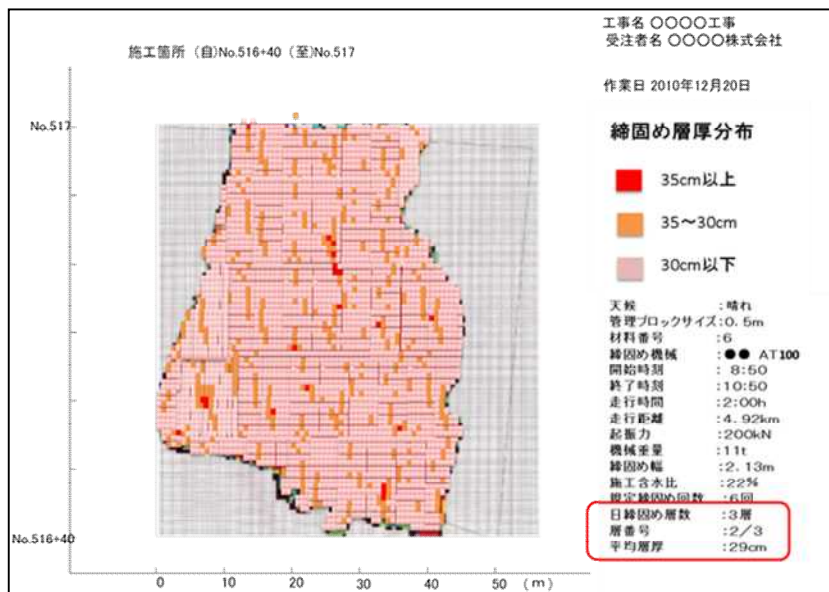 工事名 〇〇〇〇工事
受注者名 〇〇〇〇株式会社
施工箇所 (自)No.516+40 (至)No.517
作業日 2010年12月20日
No.517
No.516+40
0 10 20 30 40 50 (m)
締固め層厚分布
35cm以上
35〜30cm
30cm以下
天候 :晴れ
管理ブロックサイズ:0.5m
材料番号 :6
締固め機械 :●● AT100
開始時刻 : 8:50
終了時刻 :10:50
走行時間 :2:00h
走行距離 :4.92km
起振力 :200kN
機械重量 :11t
締固め幅 :2.13m
施工含水比 :22%
規定締固め回数 :6回
日締固め層数 :3層
層番号 :2/3
平均層厚 :29cm